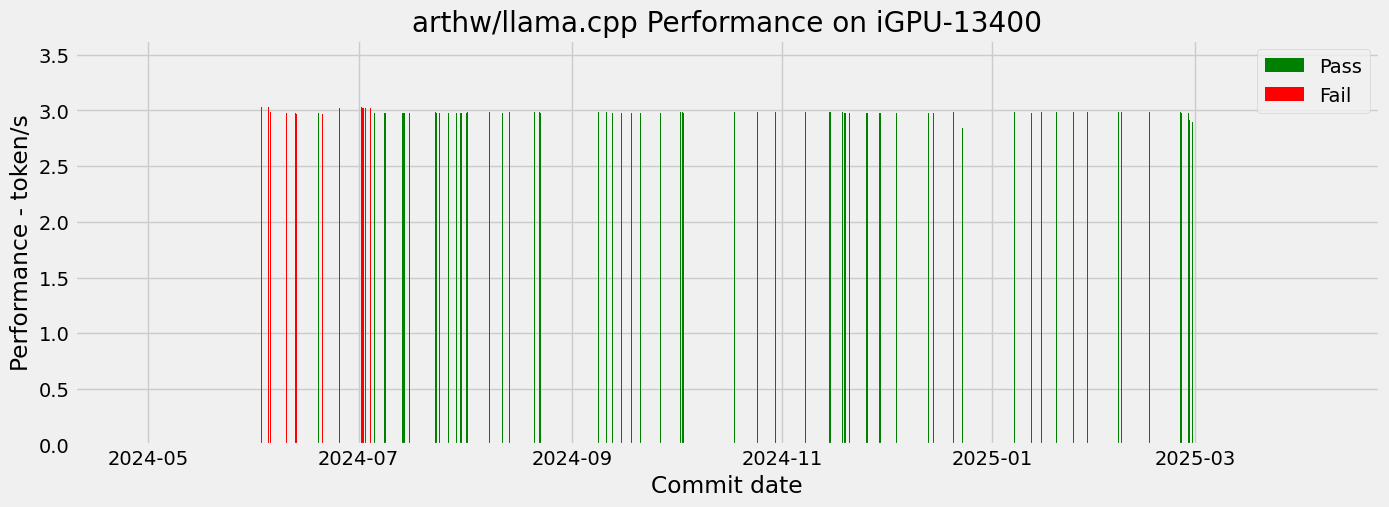 arthw/llama.cpp Performance on iGPU-13400
Pass
Fail
Performance - token/s
3.5
3.0
2.5
2.0
1.5
1.0
0.5
0.0
2024-05
2024-07
2024-09
2024-11
2025-01
2025-03
Commit date